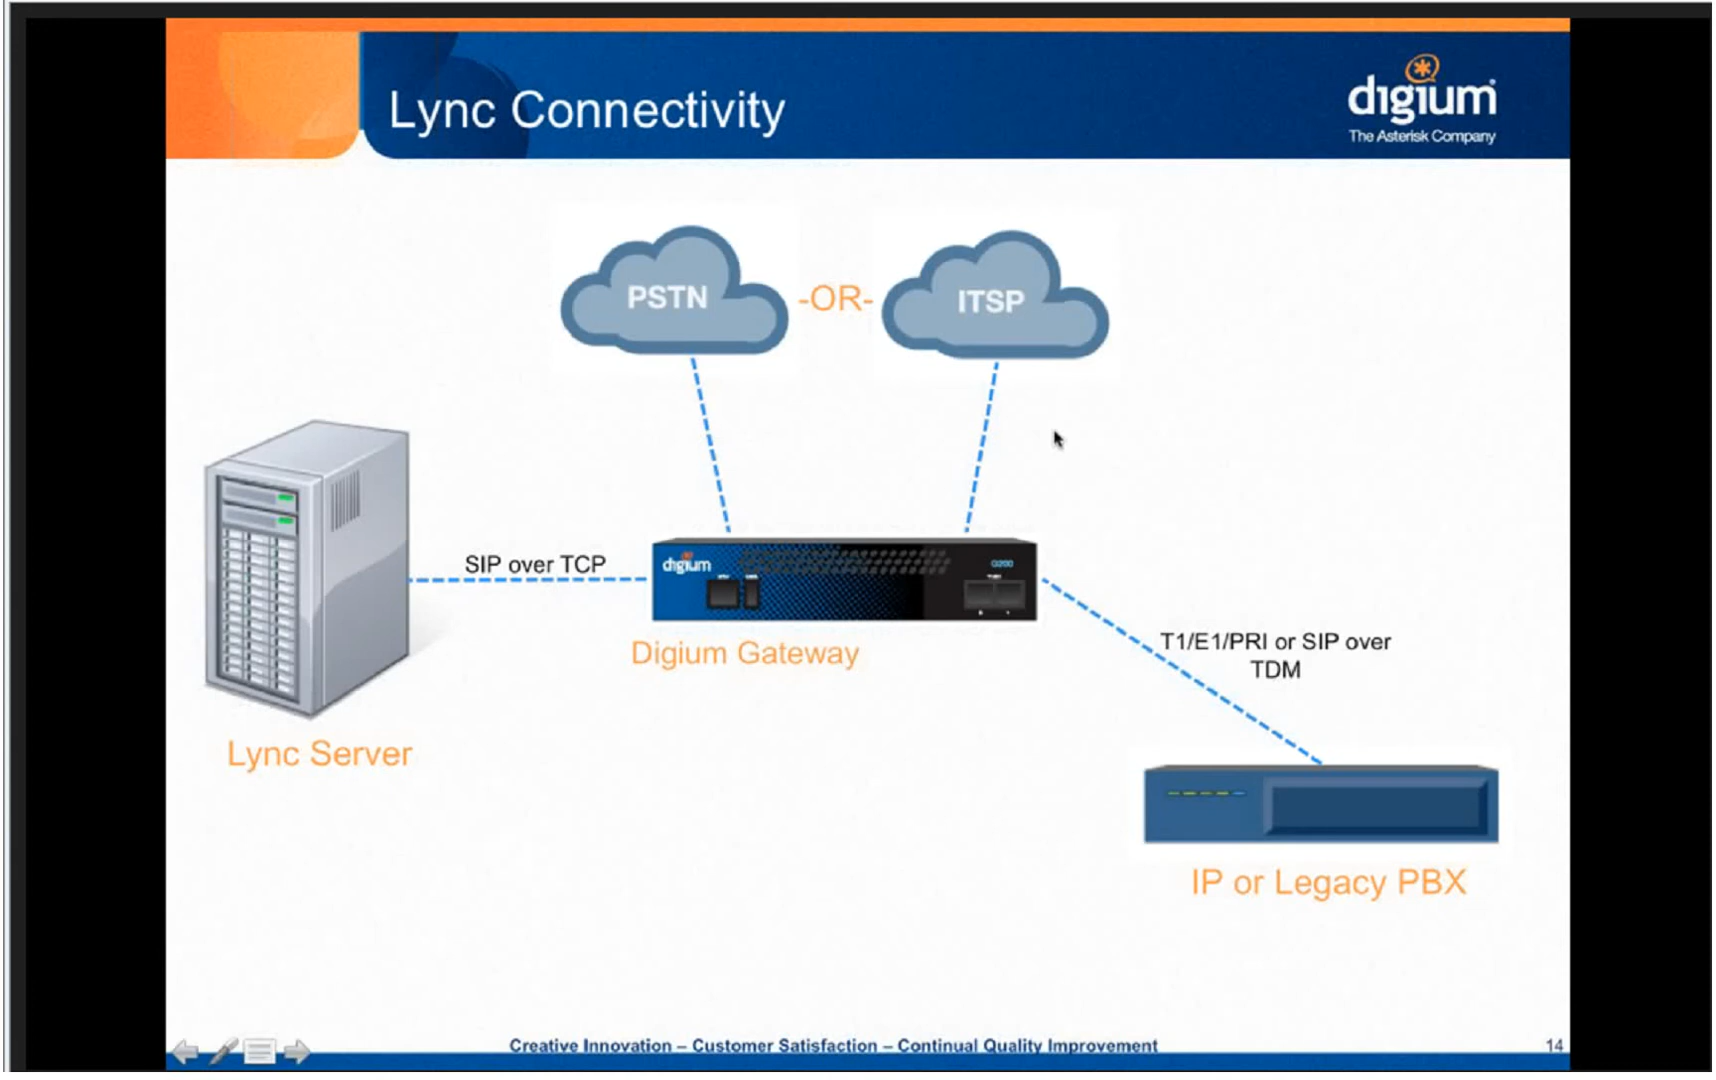 Lync Connectivity
digium
The Asterisk Company
PSTN
-OR-
ITSP
SIP over TCP
digium
G200
Digium Gateway
T1/E1/PRI or SIP over
TDM
Lync Server
IP or Legacy PBX
Creative Innovation – Customer Satisfaction – Continual Quality Improvement
14